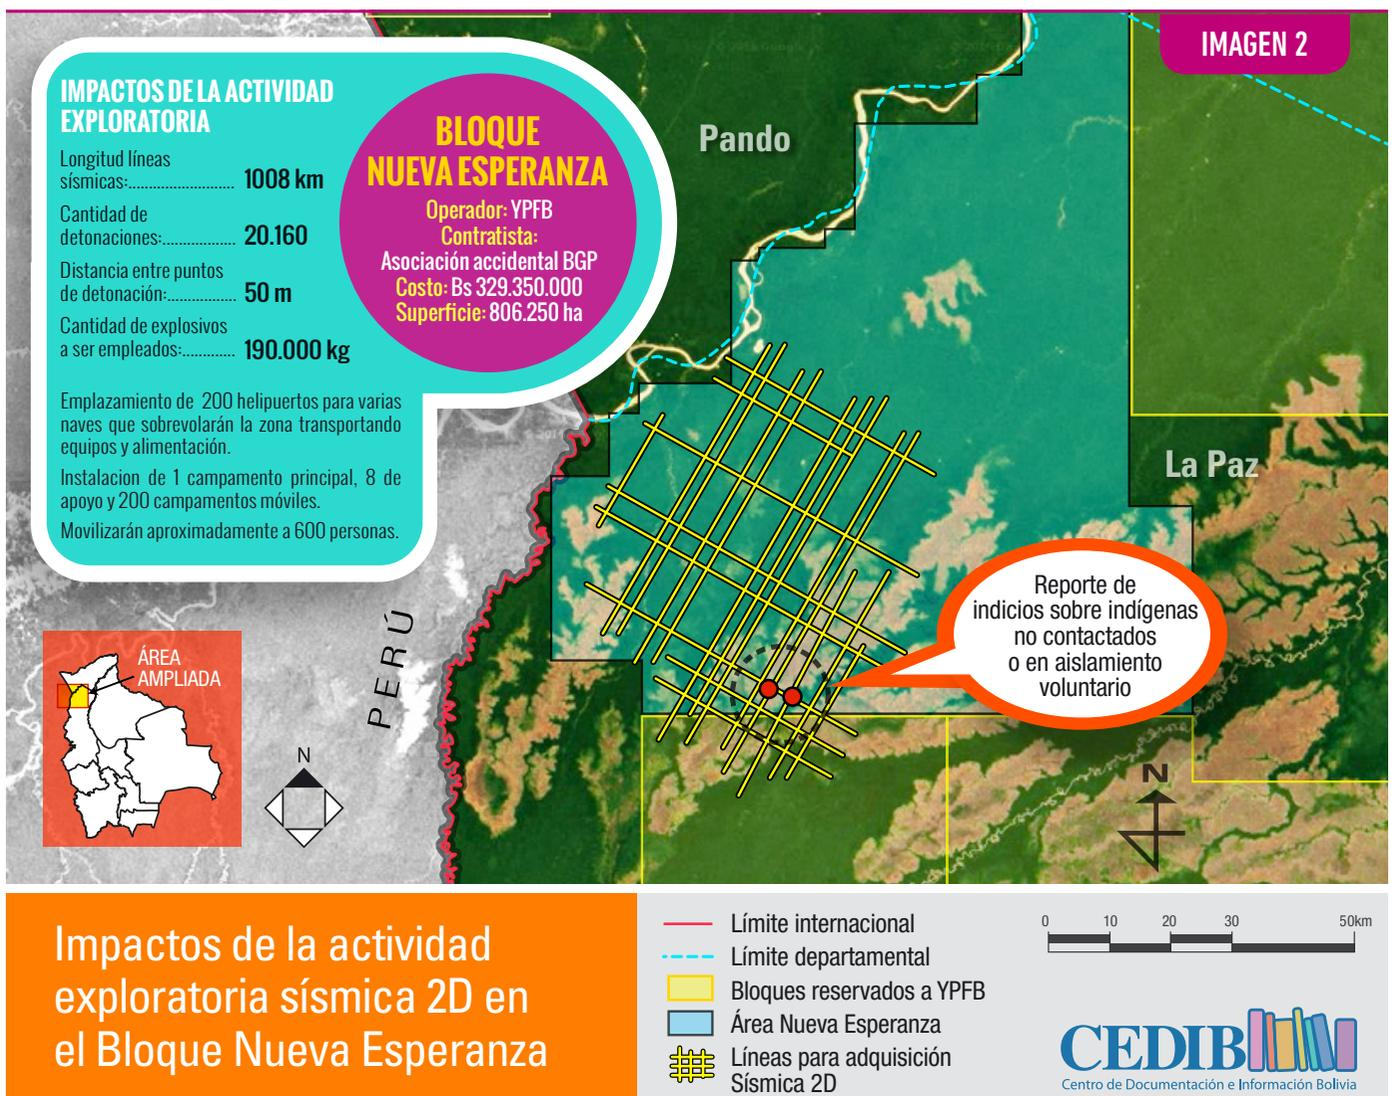 IMAGEN 2
IMPACTOS DE LA ACTIVIDAD
EXPLORATORIA
Longitud líneas
sísmicas:.......................... 1008 km
Cantidad de
detonaciones:.................. 20.160
Distancia entre puntos
de detonación:................. 50 m
Cantidad de explosivos
a ser empleados:............. 190.000 kg
Emplazamiento de 200 helipuertos para varias
naves que sobrevolarán la zona transportando
equipos y alimentación.
Instalacion de 1 campamento principal, 8 de
apoyo y 200 campamentos móviles.
Movilizarán aproximadamente a 600 personas.
BLOQUE
NUEVA ESPERANZA
Operador: YPFB
Contratista:
Asociación accidental BGP
Costo: Bs 329.350.000
Superficie: 806.250 ha
Pando
La Paz
PERÚ
Reporte de
indicios sobre indígenas
no contactados
o en aislamiento
voluntario
ÁREA
AMPLIADA
N
N
Impactos de la actividad
exploratoria sísmica 2D en
el Bloque Nueva Esperanza
Límite internacional
Límite departamental
Bloques reservados a YPFB
Área Nueva Esperanza
Líneas para adquisición
Sísmica 2D
0 10 20 30 50km
CEDIB
Centro de Documentación e Información Bolivia